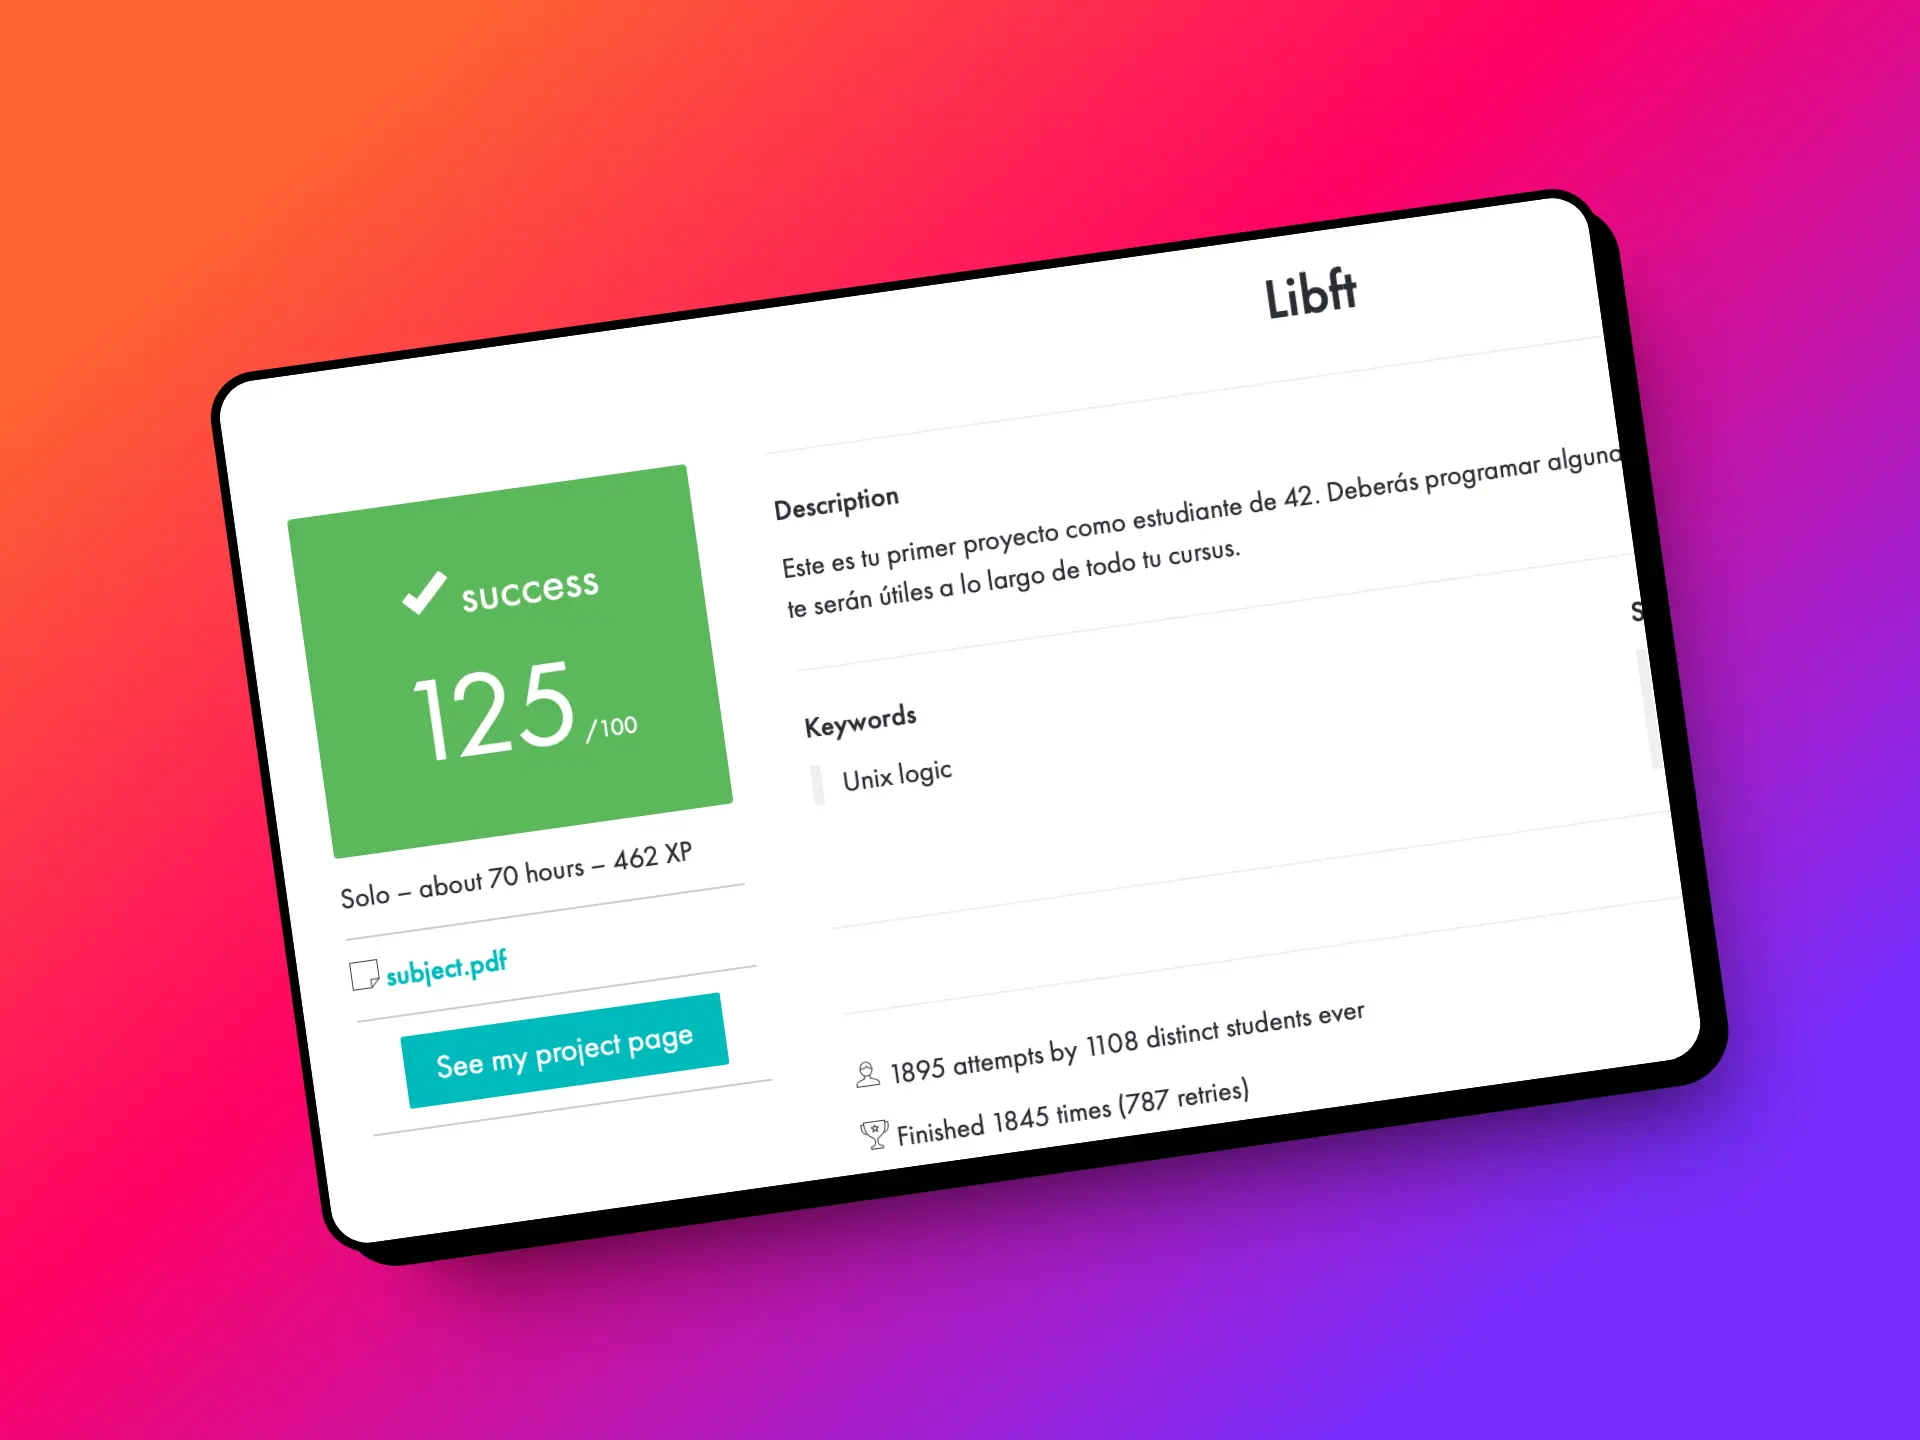 Libft
success
125 /100
Solo – about 70 hours – 462 XP
subject.pdf
See my project page
Description
Este es tu primer proyecto como estudiante de 42. Deberás programar alguna
te serán útiles a lo largo de todo tu cursus.
Keywords
Unix logic
S
1895 attempts by 1108 distinct students ever
Finished 1845 times (787 retries)